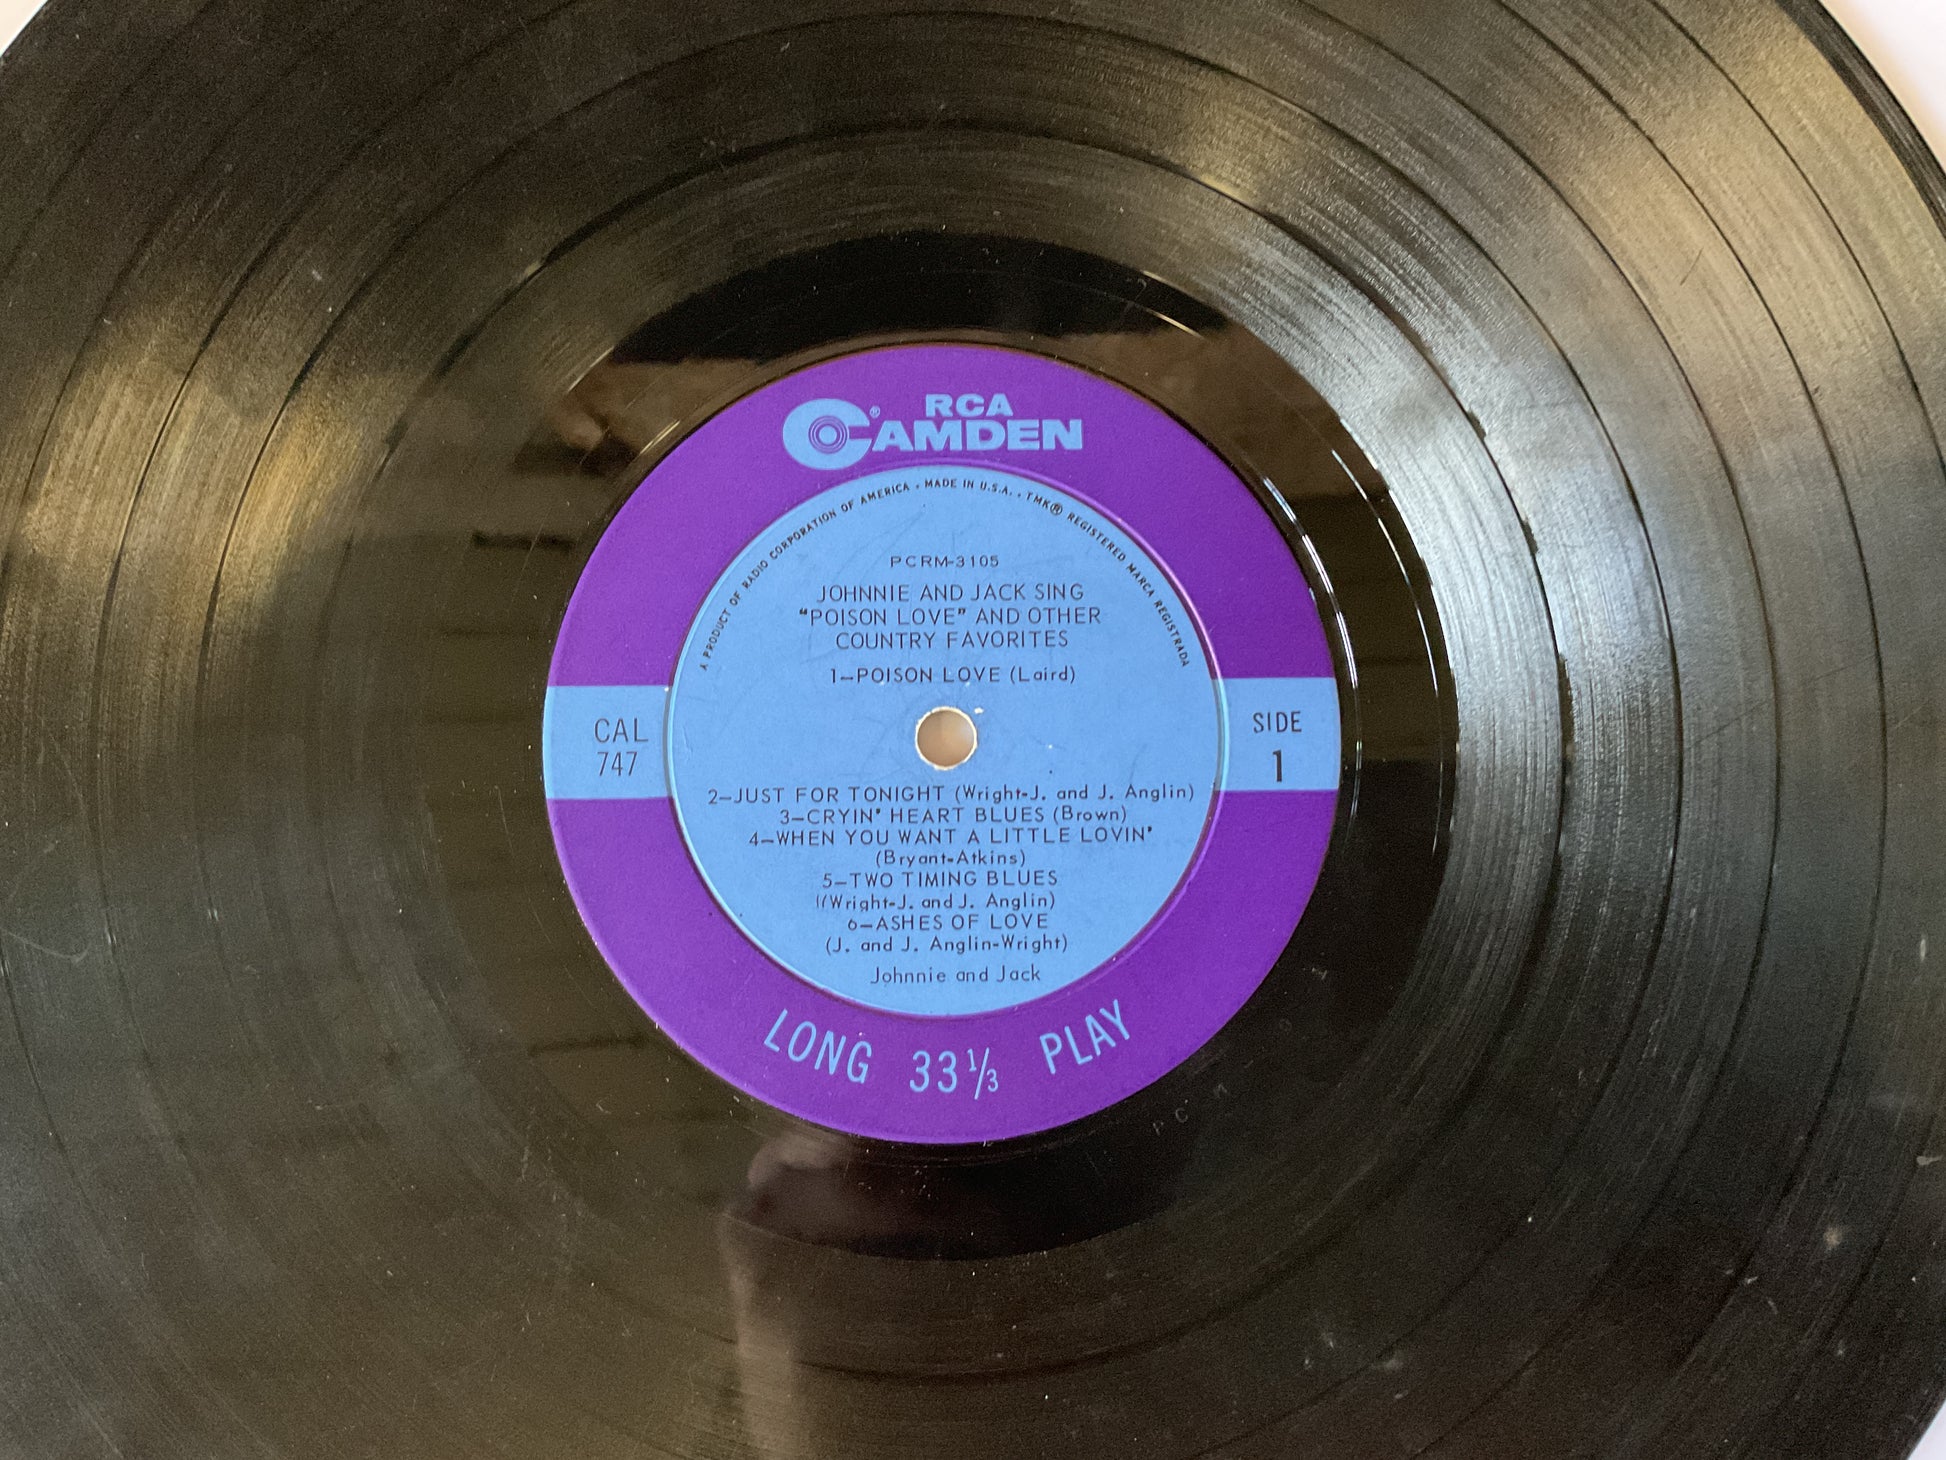 RCA
CAMDEN®
A PRODUCT OF RADIO CORPORATION OF AMERICA • MADE IN U.S.A. • TMK® REGISTERED MARCA REGISTRADA
PCRM-3105
JOHNNIE AND JACK SING
"POISON LOVE" AND OTHER
COUNTRY FAVORITES
1—POISON LOVE (Laird)
CAL
747
SIDE
1
2—JUST FOR TONIGHT (Wright-J. and J. Anglin)
3—CRYIN' HEART BLUES (Brown)
4—WHEN YOU WANT A LITTLE LOVIN'
(Bryant-Atkins)
5—TWO TIMING BLUES
(Wright-J. and J. Anglin)
6—ASHES OF LOVE
(J. and J. Anglin-Wright)
Johnnie and Jack
LONG 33⅓ PLAY